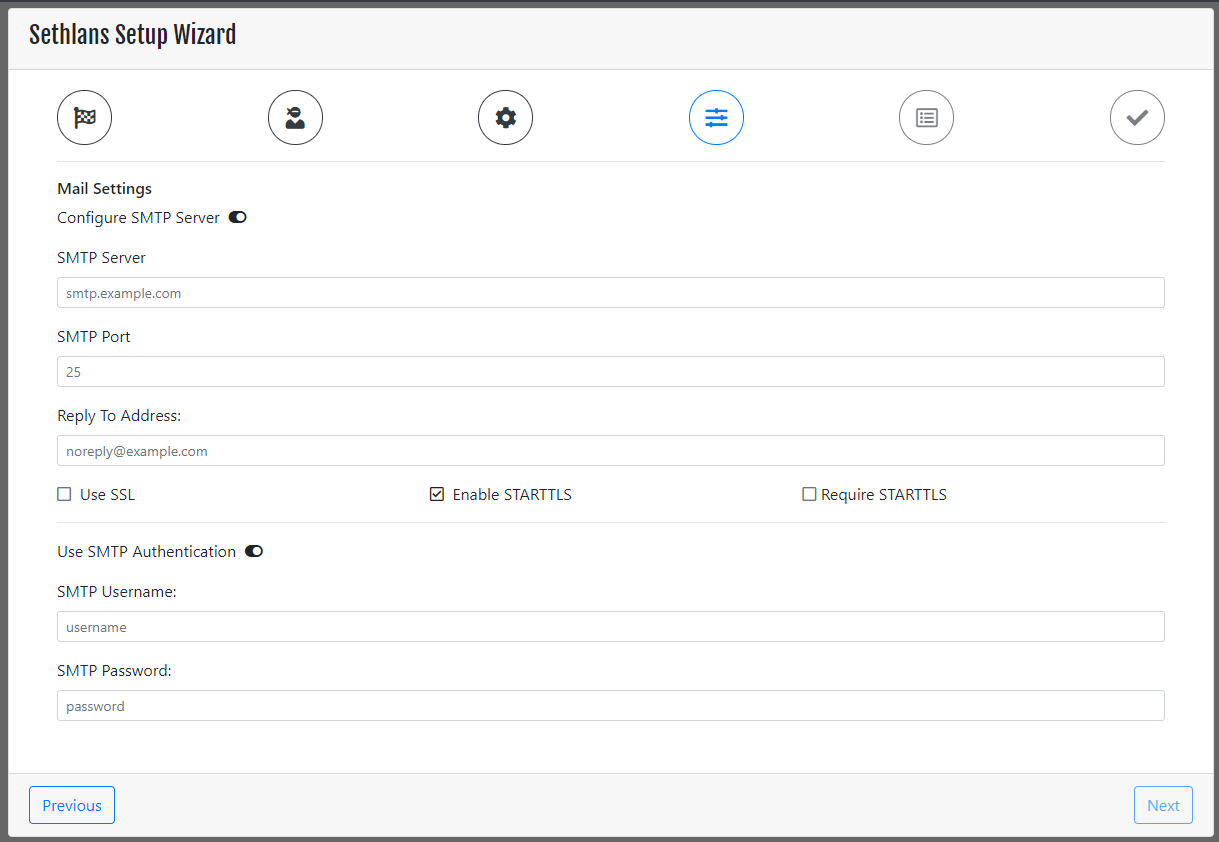 Sethlans Setup Wizard
Mail Settings
Configure SMTP Server
SMTP Server
smtp.example.com
SMTP Port
25
Reply To Address:
noreply@example.com
Use SSL
Enable STARTTLS
Require STARTTLS
Use SMTP Authentication
SMTP Username:
username
SMTP Password:
password
Previous
Next